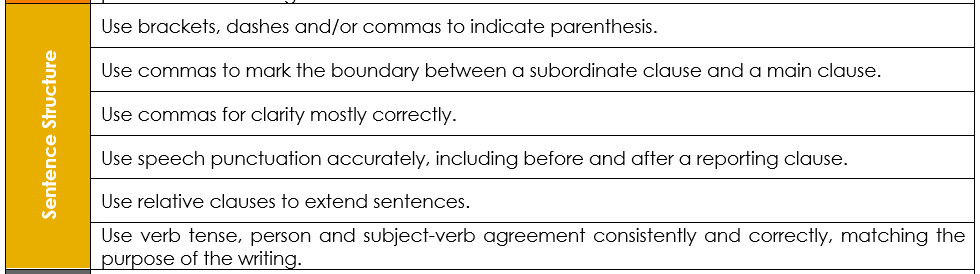 Sentence Structure
Use brackets, dashes and/or commas to indicate parenthesis.
Use commas to mark the boundary between a subordinate clause and a main clause.
Use commas for clarity mostly correctly.
Use speech punctuation accurately, including before and after a reporting clause.
Use relative clauses to extend sentences.
Use verb tense, person and subject-verb agreement consistently and correctly, matching the
purpose of the writing.